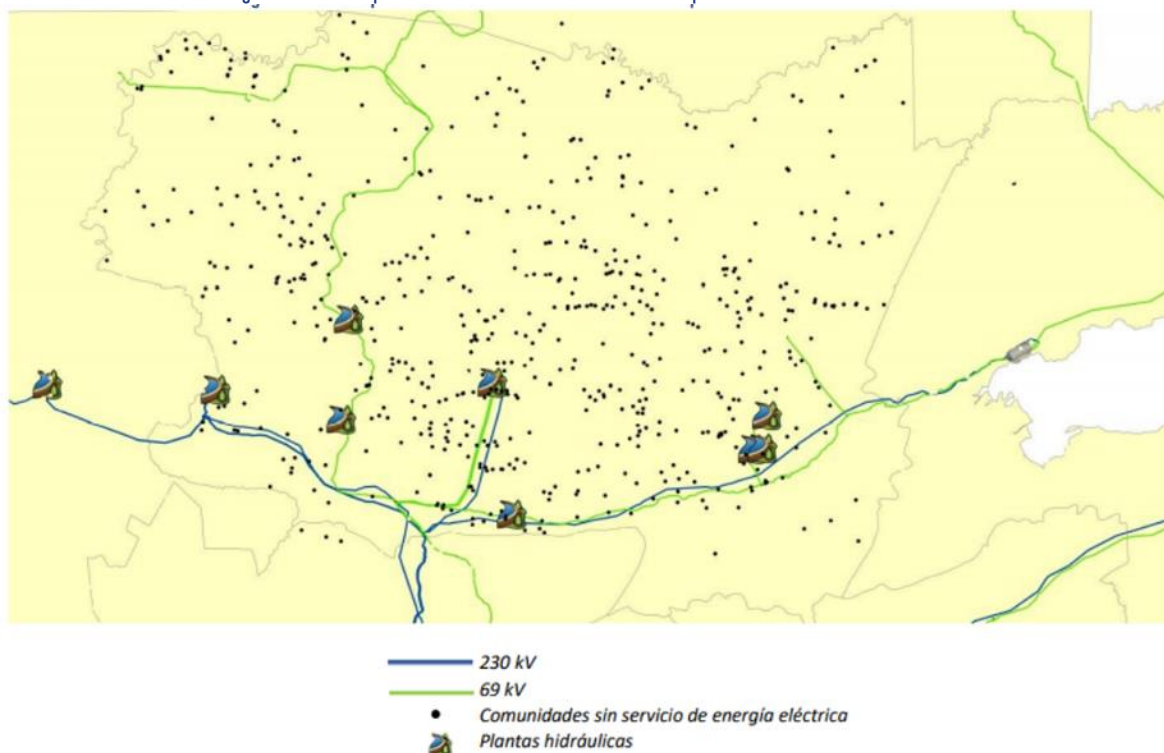 230 kV
69 kV
Comunidades sin servicio de energía eléctrica
Plantas hidráulicas